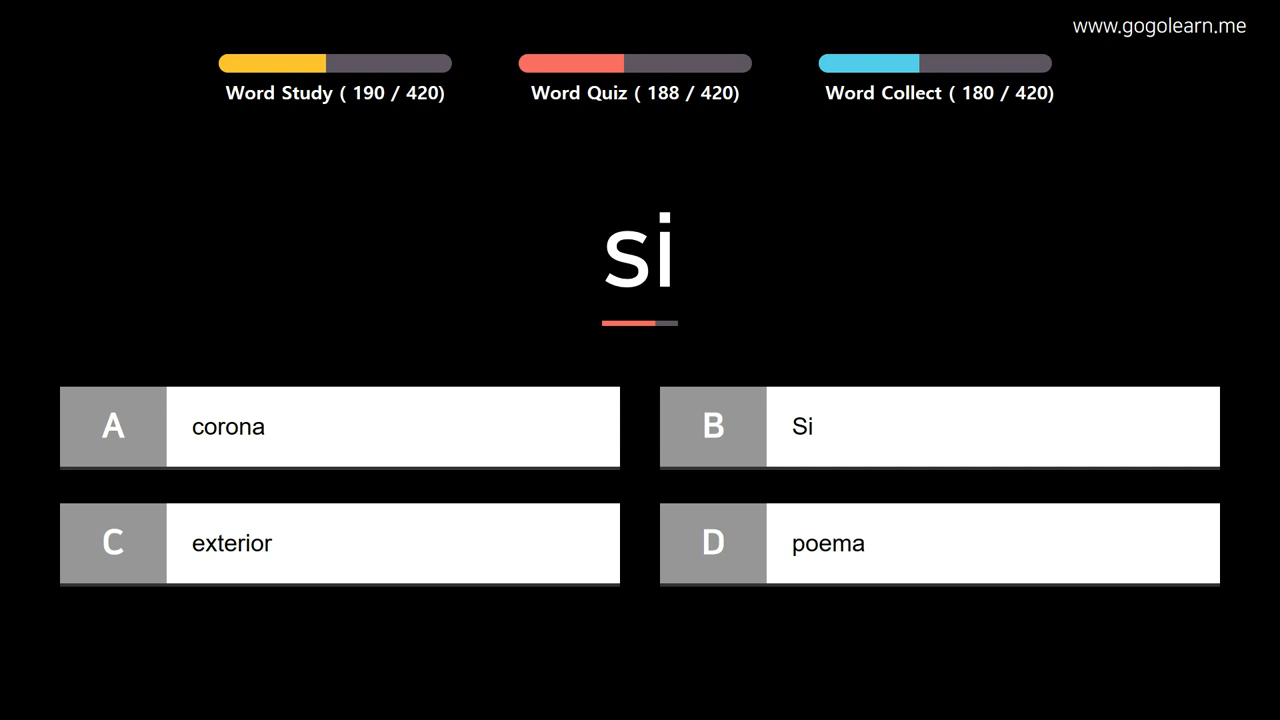 www.gogolearn.me
Word Study ( 190 / 420)
Word Quiz ( 188 / 420)
Word Collect ( 180 / 420)
si
A corona
B Si
C exterior
D poema